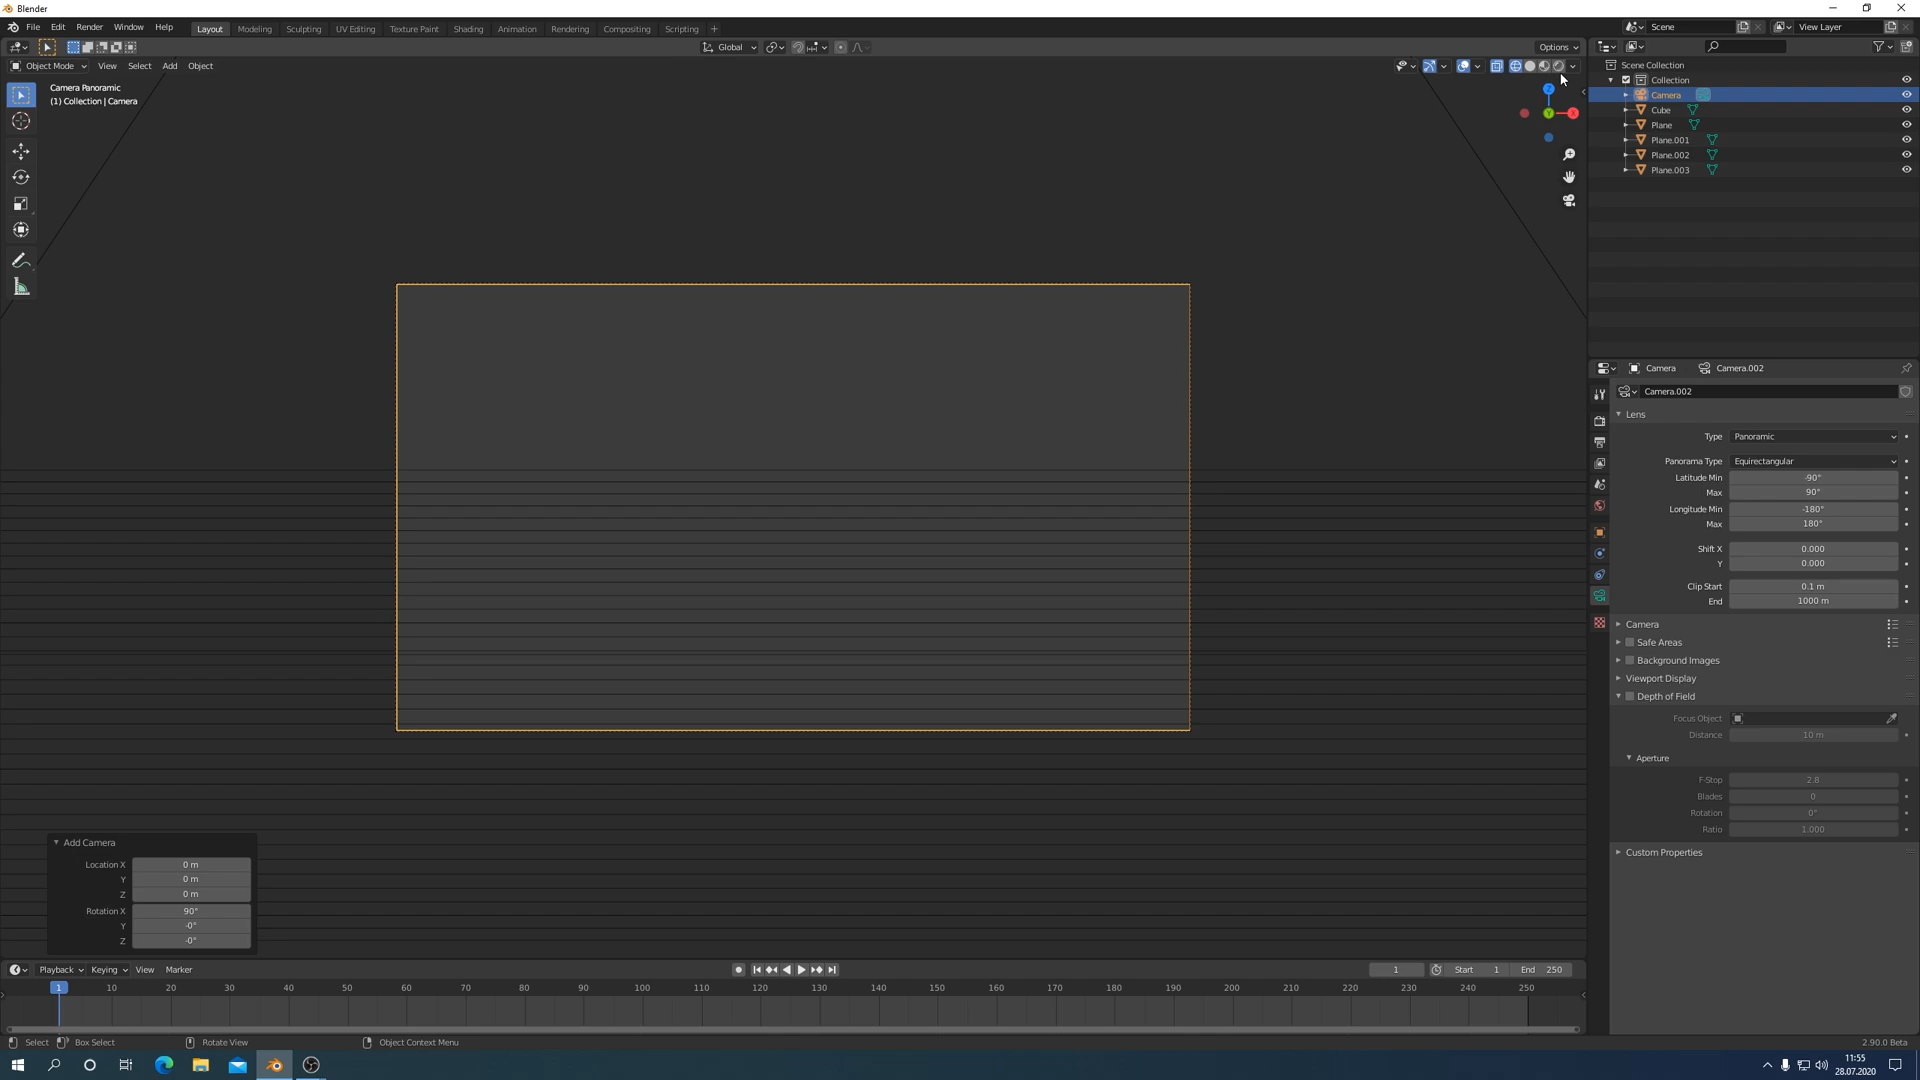 Blender
File Edit Render Window Help
Layout Modeling Sculpting UV Editing Texture Paint Shading Animation Rendering Compositing Scripting +
Scene
View Layer
Global
Options
Object Mode View Select Add Object
Camera Panoramic
(1) Collection | Camera
Z
Y
X
Scene Collection
Collection
Camera
Cube
Plane
Plane.001
Plane.002
Plane.003
Camera Camera.002
Camera.002
Lens
Type Panoramic
Panorama Type Equirectangular
Latitude Min -90°
Max 90°
Longitude Min -180°
Max 180°
Shift X 0.000
Y 0.000
Clip Start 0.1 m
End 1000 m
Camera
Safe Areas
Background Images
Viewport Display
Depth of Field
Focus Object
Distance 10 m
Aperture
F-Stop 2.8
Blades 0
Rotation 0°
Ratio 1.000
Custom Properties
Add Camera
Location X 0 m
Y 0 m
Z 0 m
Rotation X 90°
Y -0°
Z -0°
Playback Keying View Marker
1 Start 1 End 250
1 10 20 30 40 50 60 70 80 90 100 110 120 130 140 150 160 170 180 190 200 210 220 230 240 250
Select Box Select Rotate View Object Context Menu
2.90.0 Beta
11:55
28.07.2020